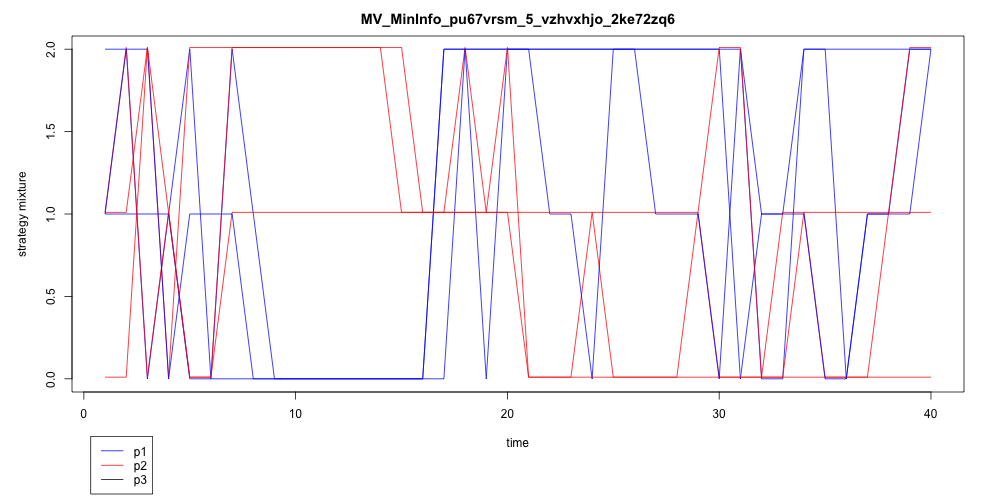 MV_MinInfo_pu67vrsm_5_vzhvxhjo_2ke72zq6
2.0
1.5
strategy mixture
1.0
0.5
0.0
0 10 20 30 40
time
p1
p2
p3